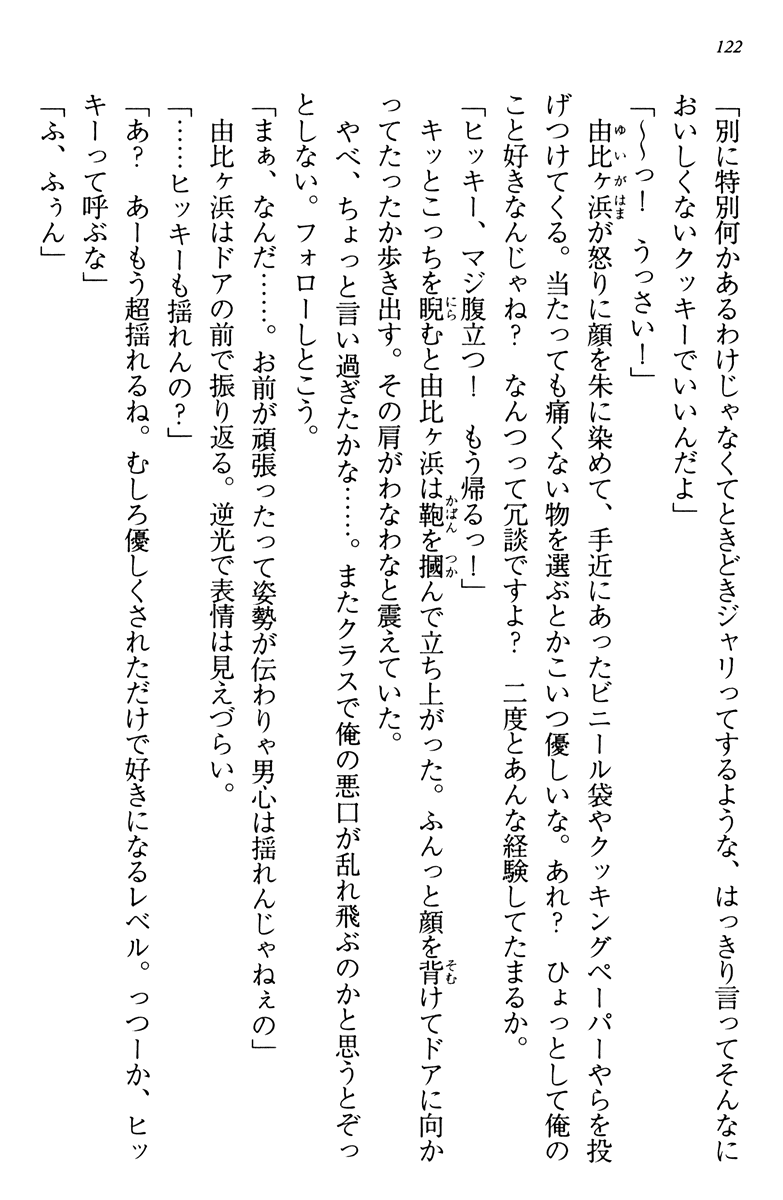 122
「別に特別何かあるわけじゃなくてときどきジャリってするような、はっきり言ってそんなに
おいしくないクッキーでいいんだよ」
「～～っ！　うっさい！」
由比ヶ浜が怒りに顔を朱に染めて、手近にあったビニール袋やクッキングペーパーやらを投
げつけてくる。当たっても痛くない物を選ぶとかこいつ優しいな。あれ？　ひょっとして俺の
こと好きなんじゃね？　なんつって冗談ですよ？　二度とあんな経験してたまるか。
「ヒッキー、マジ腹立つ！　もう帰るっ！」
キッとこっちを睨むと由比ヶ浜は鞄を摑んで立ち上がった。ふんっと顔を背けてドアに向か
ってたったか歩き出す。その肩がわなわなと震えていた。
やべ、ちょっと言い過ぎたかな……。またクラスで俺の悪口が乱れ飛ぶのかと思うとぞっ
としない。フォローしとこう。
「まぁ、なんだ……。お前が頑張ったって姿勢が伝わりゃ男心は揺れんじゃねぇの」
由比ヶ浜はドアの前で振り返る。逆光で表情は見えづらい。
「……ヒッキーも揺れんの？」
「あ？　あーもう超揺れるね。むしろ優しくされただけで好きになるレベル。っつーか、ヒッ
キーって呼ぶな」
「ふ、ふぅん」